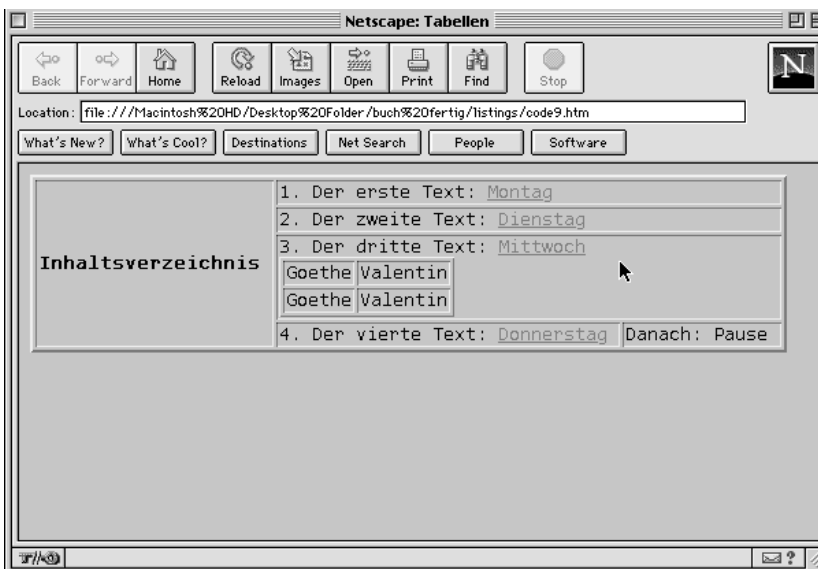 Netscape: Tabellen
Back Forward Home Reload Images Open Print Find Stop
N
Location: file:///Macintosh%20HD/Desktop%20Folder/buch%20fertig/listings/code9.htm
What's New? What's Cool? Destinations Net Search People Software
1. Der erste Text: Montag
2. Der zweite Text: Dienstag
3. Der dritte Text: Mittwoch
Inhaltsverzeichnis
Goethe Valentin
Goethe Valentin
4. Der vierte Text: Donnerstag Danach: Pause
?